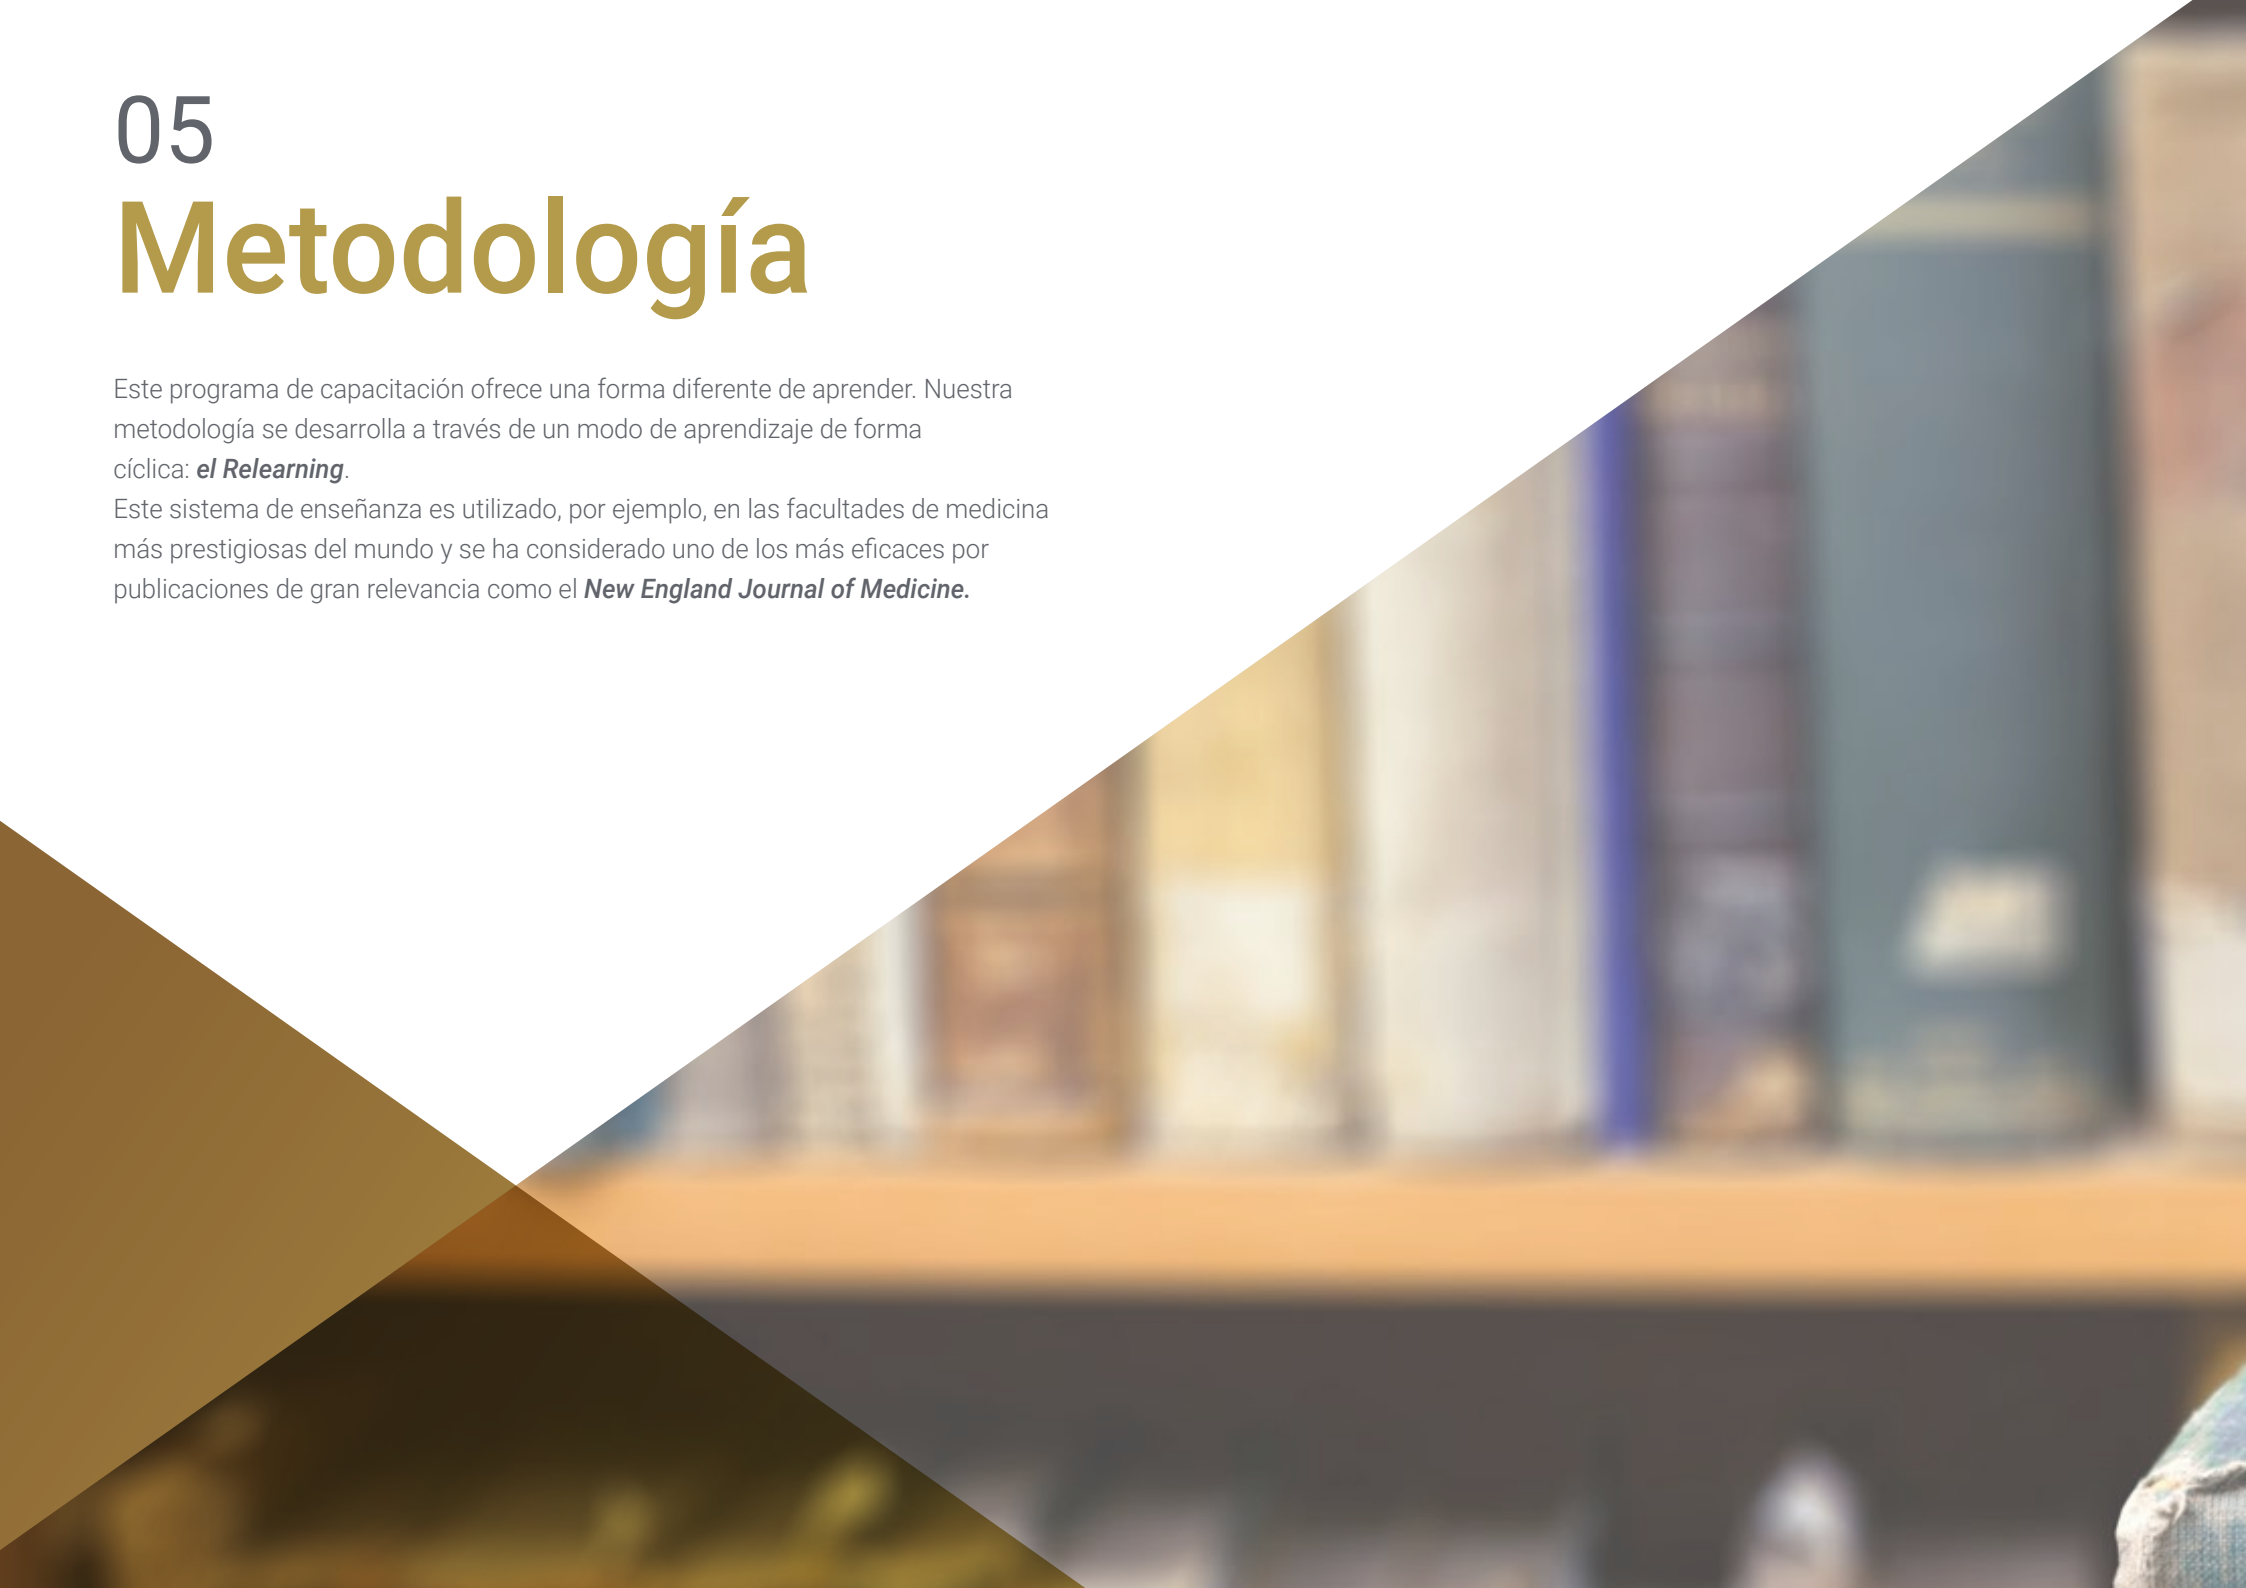 05
Metodología
Este programa de capacitación ofrece una forma diferente de aprender. Nuestra
metodología se desarrolla a través de un modo de aprendizaje de forma
cíclica: el Relearning.
Este sistema de enseñanza es utilizado, por ejemplo, en las facultades de medicina
más prestigiosas del mundo y se ha considerado uno de los más eficaces por
publicaciones de gran relevancia como el New England Journal of Medicine.